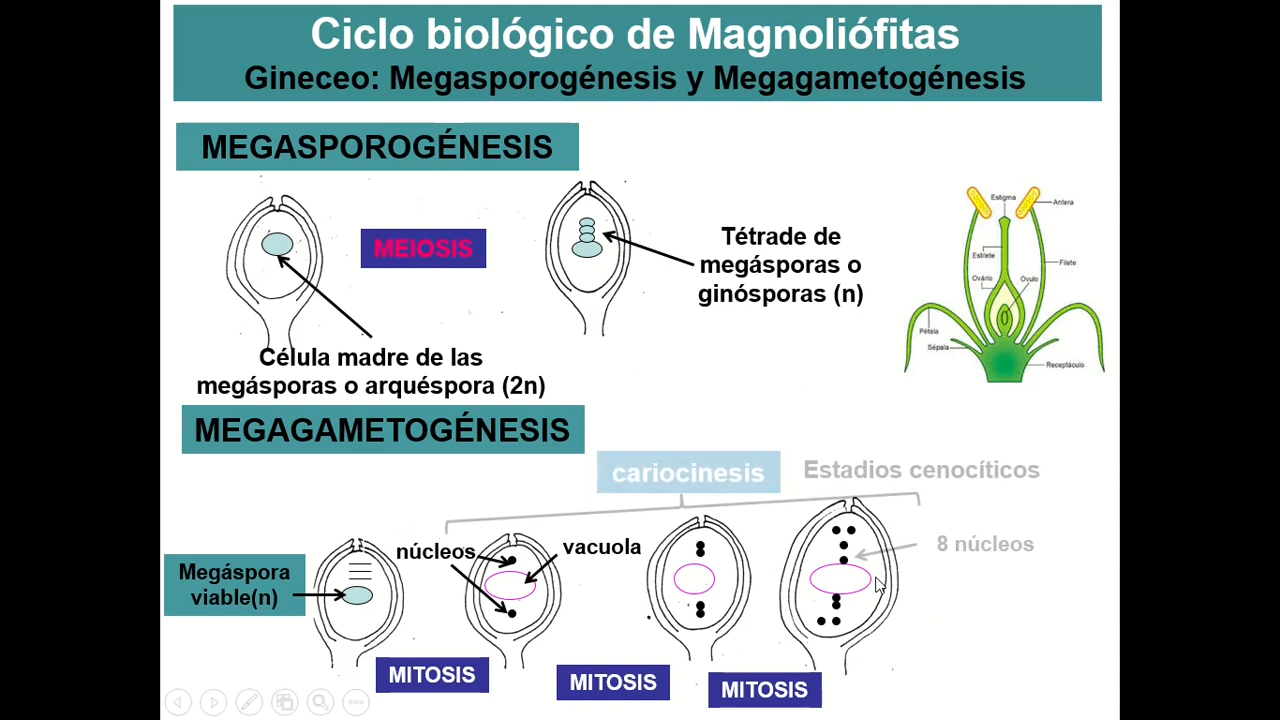 Ciclo biológico de Magnoliófitas
Gineceo: Megasporogénesis y Megagametogénesis
MEGASPOROGÉNESIS
MEIOSIS
Tétrade de
megásporas o
ginósporas (n)
Célula madre de las
megásporas o arquéspora (2n)
Estigma
Antera
Estilete
Filete
Ovário
Óvulo
Pétala
Sépala
Receptáculo
MEGAGAMETOGÉNESIS
cariocinesis
Estadios cenocíticos
núcleos
vacuola
8 núcleos
Megáspora
viable(n)
MITOSIS
MITOSIS
MITOSIS